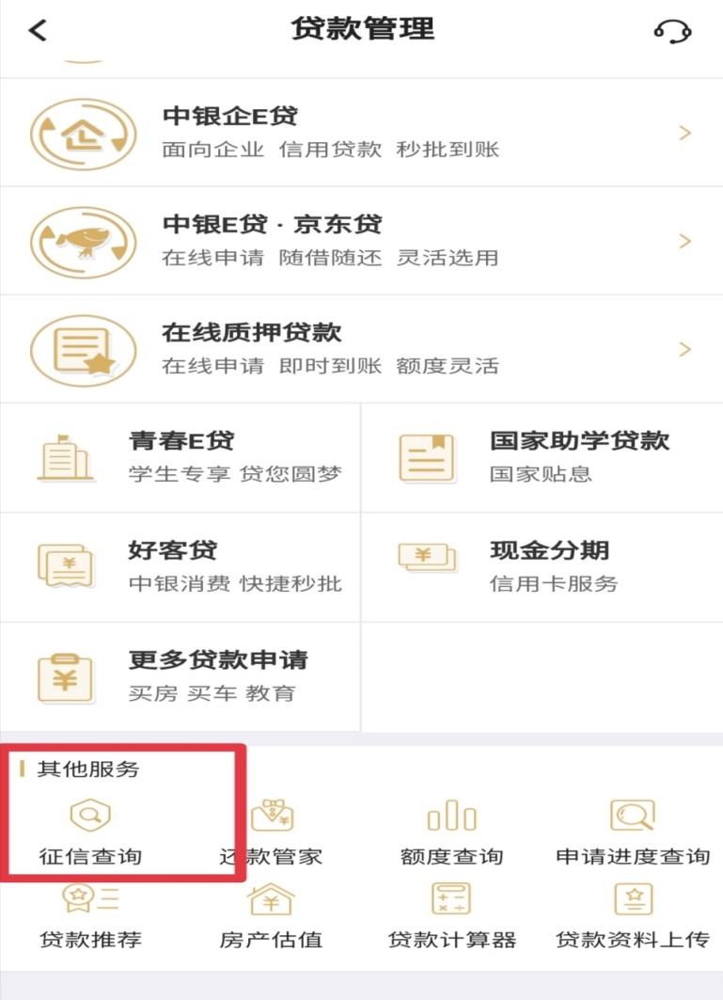 贷款管理
中银企E贷
面向企业 信用贷款 秒批到账
中银E贷·京东贷
在线申请 随借随还 灵活选用
在线质押贷款
在线申请 即时到账 额度灵活
青春E贷
学生专享 贷您圆梦
国家助学贷款
国家贴息
好客贷
中银消费 快捷秒批
现金分期
信用卡服务
更多贷款申请
买房 买车 教育
其他服务
征信查询 还款管家 额度查询 申请进度查询
贷款推荐 房产估值 贷款计算器 贷款资料上传